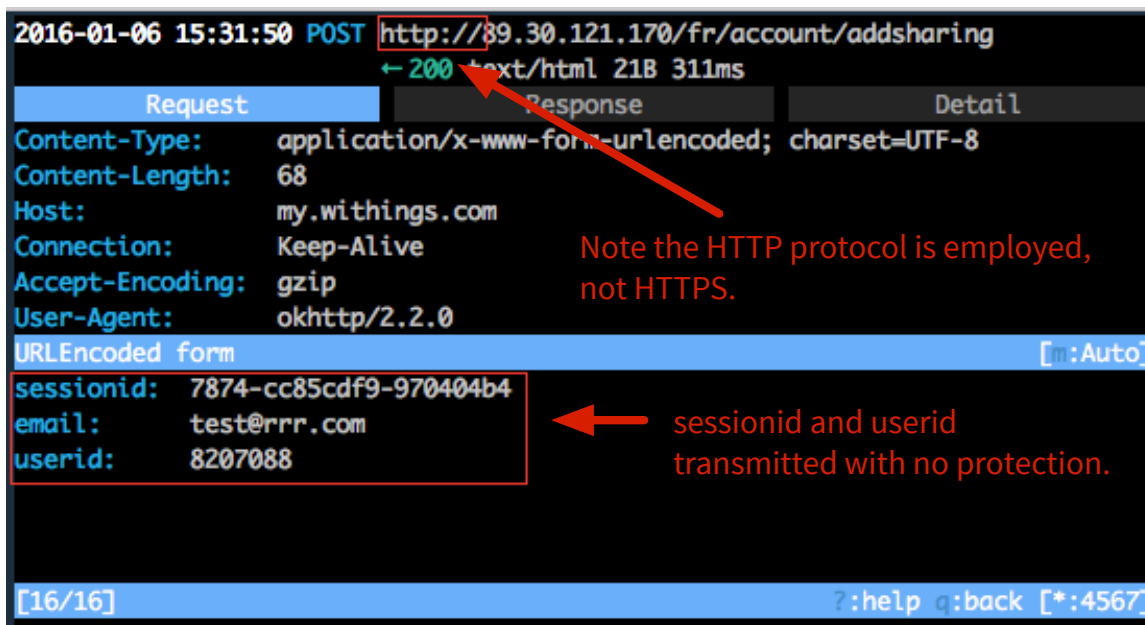 2016-01-06 15:31:50 POST http://89.30.121.170/fr/account/addsharing
← 200 text/html 21B 311ms
Request Response Detail
Content-Type: application/x-www-form-urlencoded; charset=UTF-8
Content-Length: 68
Host: my.withings.com
Connection: Keep-Alive
Accept-Encoding: gzip
User-Agent: okhttp/2.2.0
Note the HTTP protocol is employed,
not HTTPS.
URLEncoded form [m:Auto]
sessionid: 7874-cc85cdf9-970404b4
email: test@rrr.com
userid: 8207088
sessionid and userid
transmitted with no protection.
[16/16] ?:help q:back [*:4567]